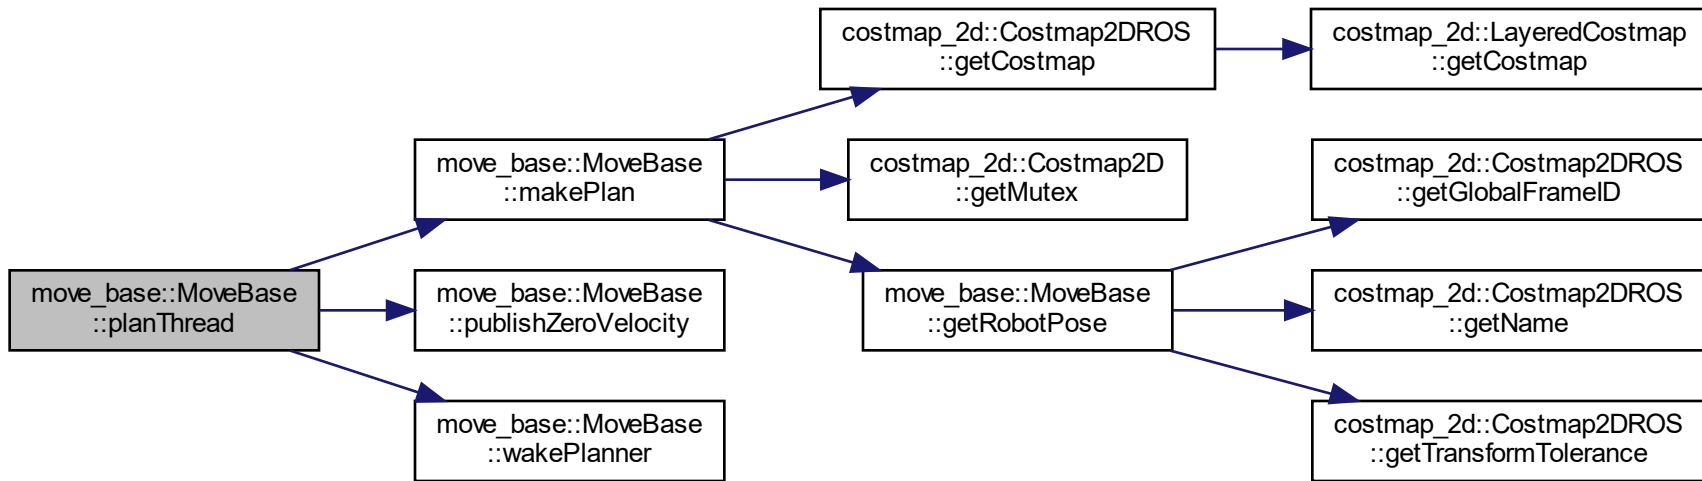 costmap_2d::Costmap2DROS
::getCostmap
costmap_2d::LayeredCostmap
::getCostmap
move_base::MoveBase
::makePlan
costmap_2d::Costmap2D
::getMutex
costmap_2d::Costmap2DROS
::getGlobalFrameID
move_base::MoveBase
::planThread
move_base::MoveBase
::publishZeroVelocity
move_base::MoveBase
::getRobotPose
costmap_2d::Costmap2DROS
::getName
move_base::MoveBase
::wakePlanner
costmap_2d::Costmap2DROS
::getTransformTolerance